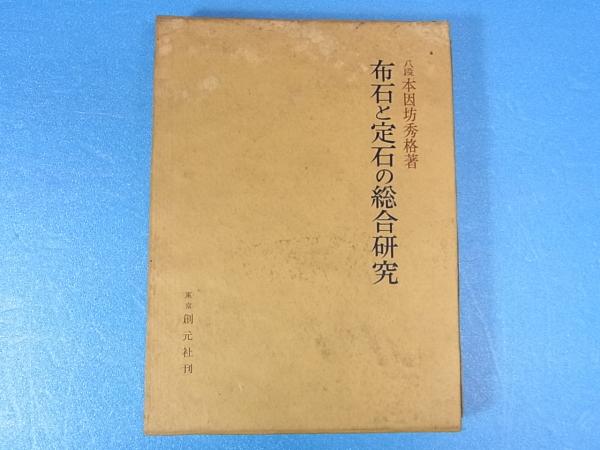 八段 本因坊秀格著
布石と定石の総合研究
東京 創元社刊